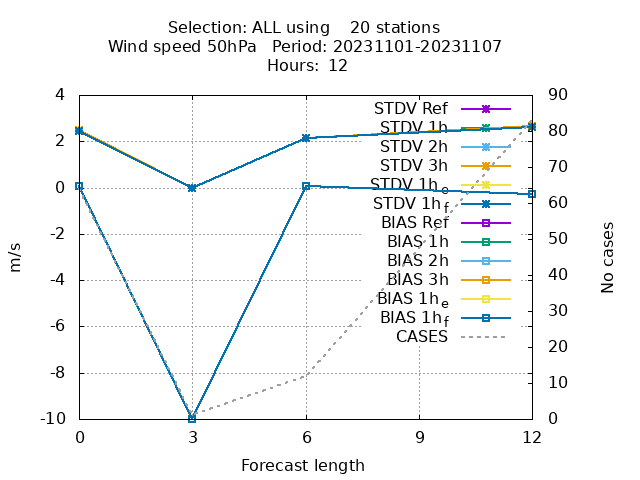 Selection: ALL using    20 stations
Wind speed 50hPa   Period: 20231101-20231107
Hours: 12
4
2
0
-2
-4
-6
-8
-10
90
80
70
60
50
40
30
20
10
0
m/s
No cases
STDV Ref
STDV 1h
STDV 2h
STDV 3h
STDV 1he
STDV 1hf
BIAS Ref
BIAS 1h
BIAS 2h
BIAS 3h
BIAS 1he
BIAS 1hf
CASES
0 3 6 9 12
Forecast length